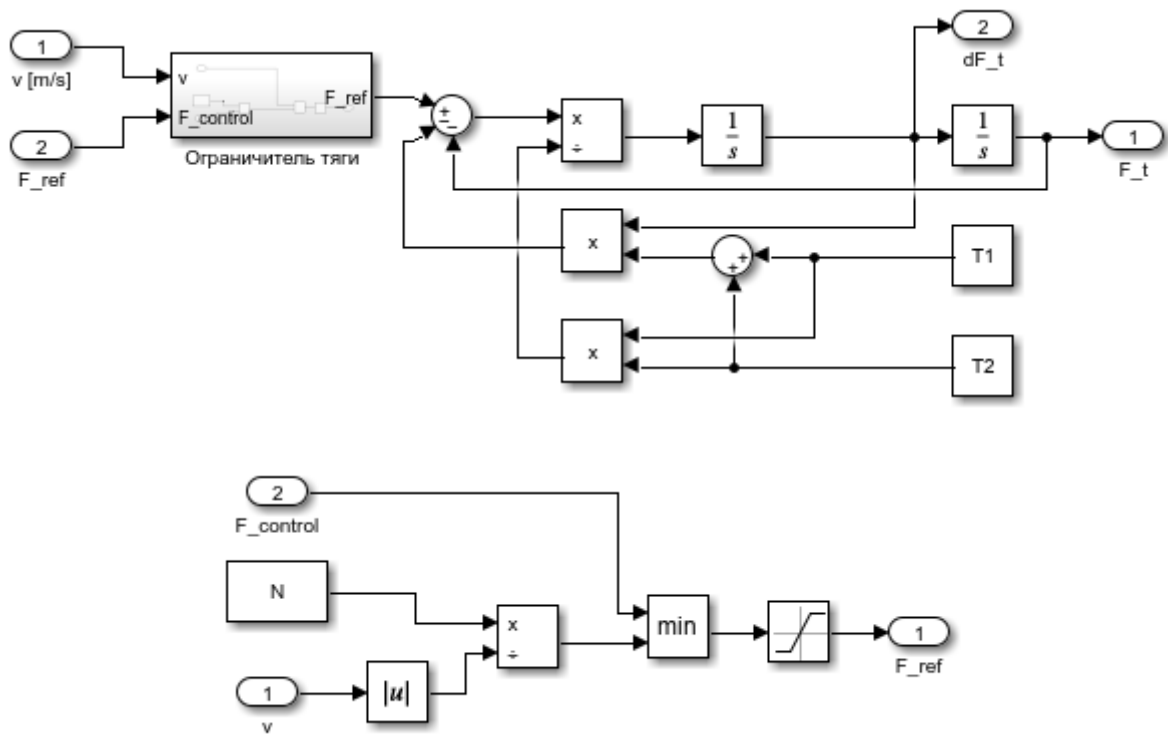 1
v [m/s]
2
F_ref
v
F_control
F_ref
Ограничитель тяги
+
−
−
x
÷
1
s
2
dF_t
1
s
1
F_t
x
+
+
T1
x
T2
2
F_control
N
x
÷
1
v
|u|
min
1
F_ref